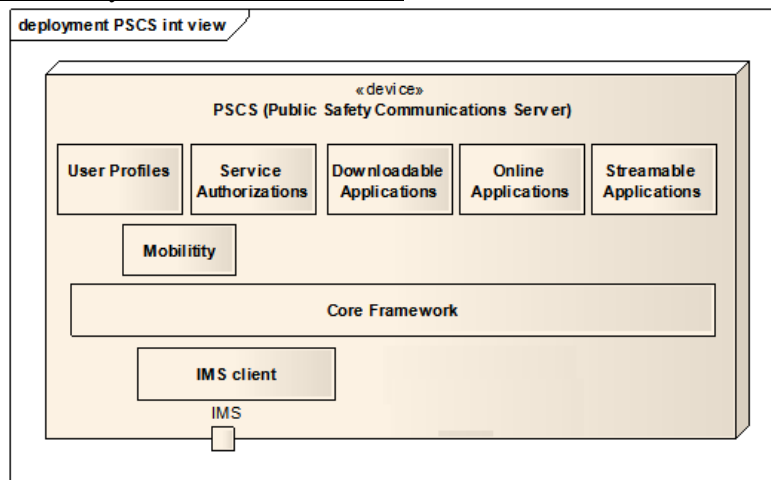 deployment PSCS int view
«device»
PSCS (Public Safety Communications Server)
User Profiles
Service
Authorizations
Downloadable
Applications
Online
Applications
Streamable
Applications
Mobilitity
Core Framework
IMS client
IMS